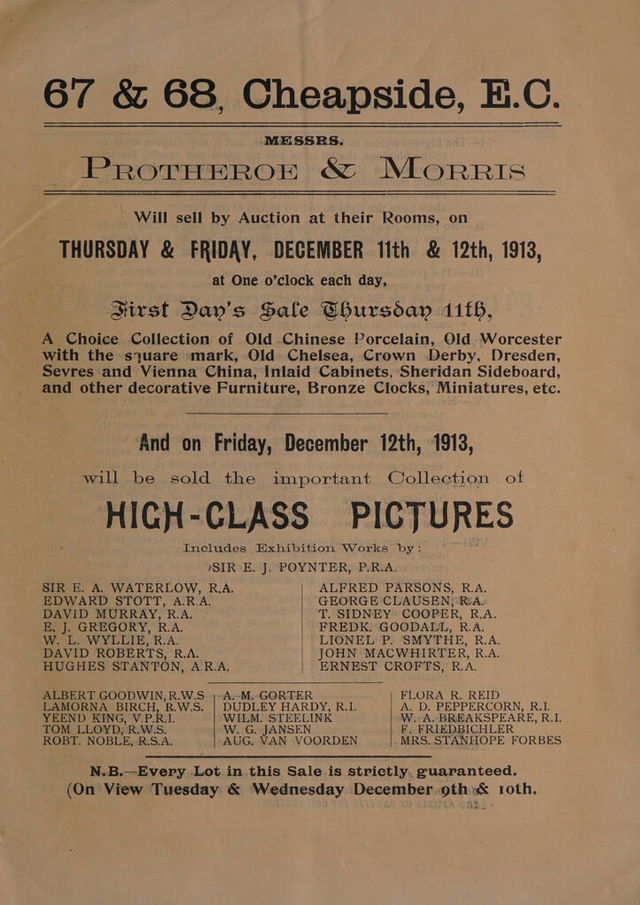 67 & 68, Cheapside, E.C.
MESSRS.
PROTHEROE & MORRIS
Will sell by Auction at their Rooms, on
THURSDAY & FRIDAY, DECEMBER 11th & 12th, 1913,
at One o'clock each day,
First Day's Sale Thursday 11th,
A Choice Collection of Old Chinese Porcelain, Old Worcester
with the square mark, Old Chelsea, Crown Derby, Dresden,
Sevres and Vienna China, Inlaid Cabinets, Sheridan Sideboard,
and other decorative Furniture, Bronze Clocks, Miniatures, etc.
And on Friday, December 12th, 1913,
will be sold the important Collection of
HIGH-CLASS PICTURES
Includes Exhibition Works by:
SIR E. J. POYNTER, P.R.A.
SIR E. A. WATERLOW, R.A.
EDWARD STOTT, A.R.A.
DAVID MURRAY, R.A.
E. J. GREGORY, R.A.
W. L. WYLLIE, R.A.
DAVID ROBERTS, R.A.
HUGHES STANTON, A.R.A.
ALFRED PARSONS, R.A.
GEORGE CLAUSEN, R.A.
T. SIDNEY COOPER, R.A.
FREDK. GOODALL, R.A.
LIONEL P. SMYTHE, R.A.
JOHN MACWHIRTER, R.A.
ERNEST CROFTS, R.A.
ALBERT GOODWIN, R.W.S
LAMORNA BIRCH, R.W.S.
YEEND KING, V.P.R.I.
TOM LLOYD, R.W.S.
ROBT. NOBLE, R.S.A.
A. M. GORTER
DUDLEY HARDY, R.I.
WILM. STEELINK
W. G. JANSEN
AUG. VAN VOORDEN
FLORA R. REID
A. D. PEPPERCORN, R.I.
W. A. BREAKSPEARE, R.I.
F. FRIEDBICHLER
MRS. STANHOPE FORBES
N.B.—Every Lot in this Sale is strictly guaranteed.
(On View Tuesday & Wednesday December 9th & 10th.